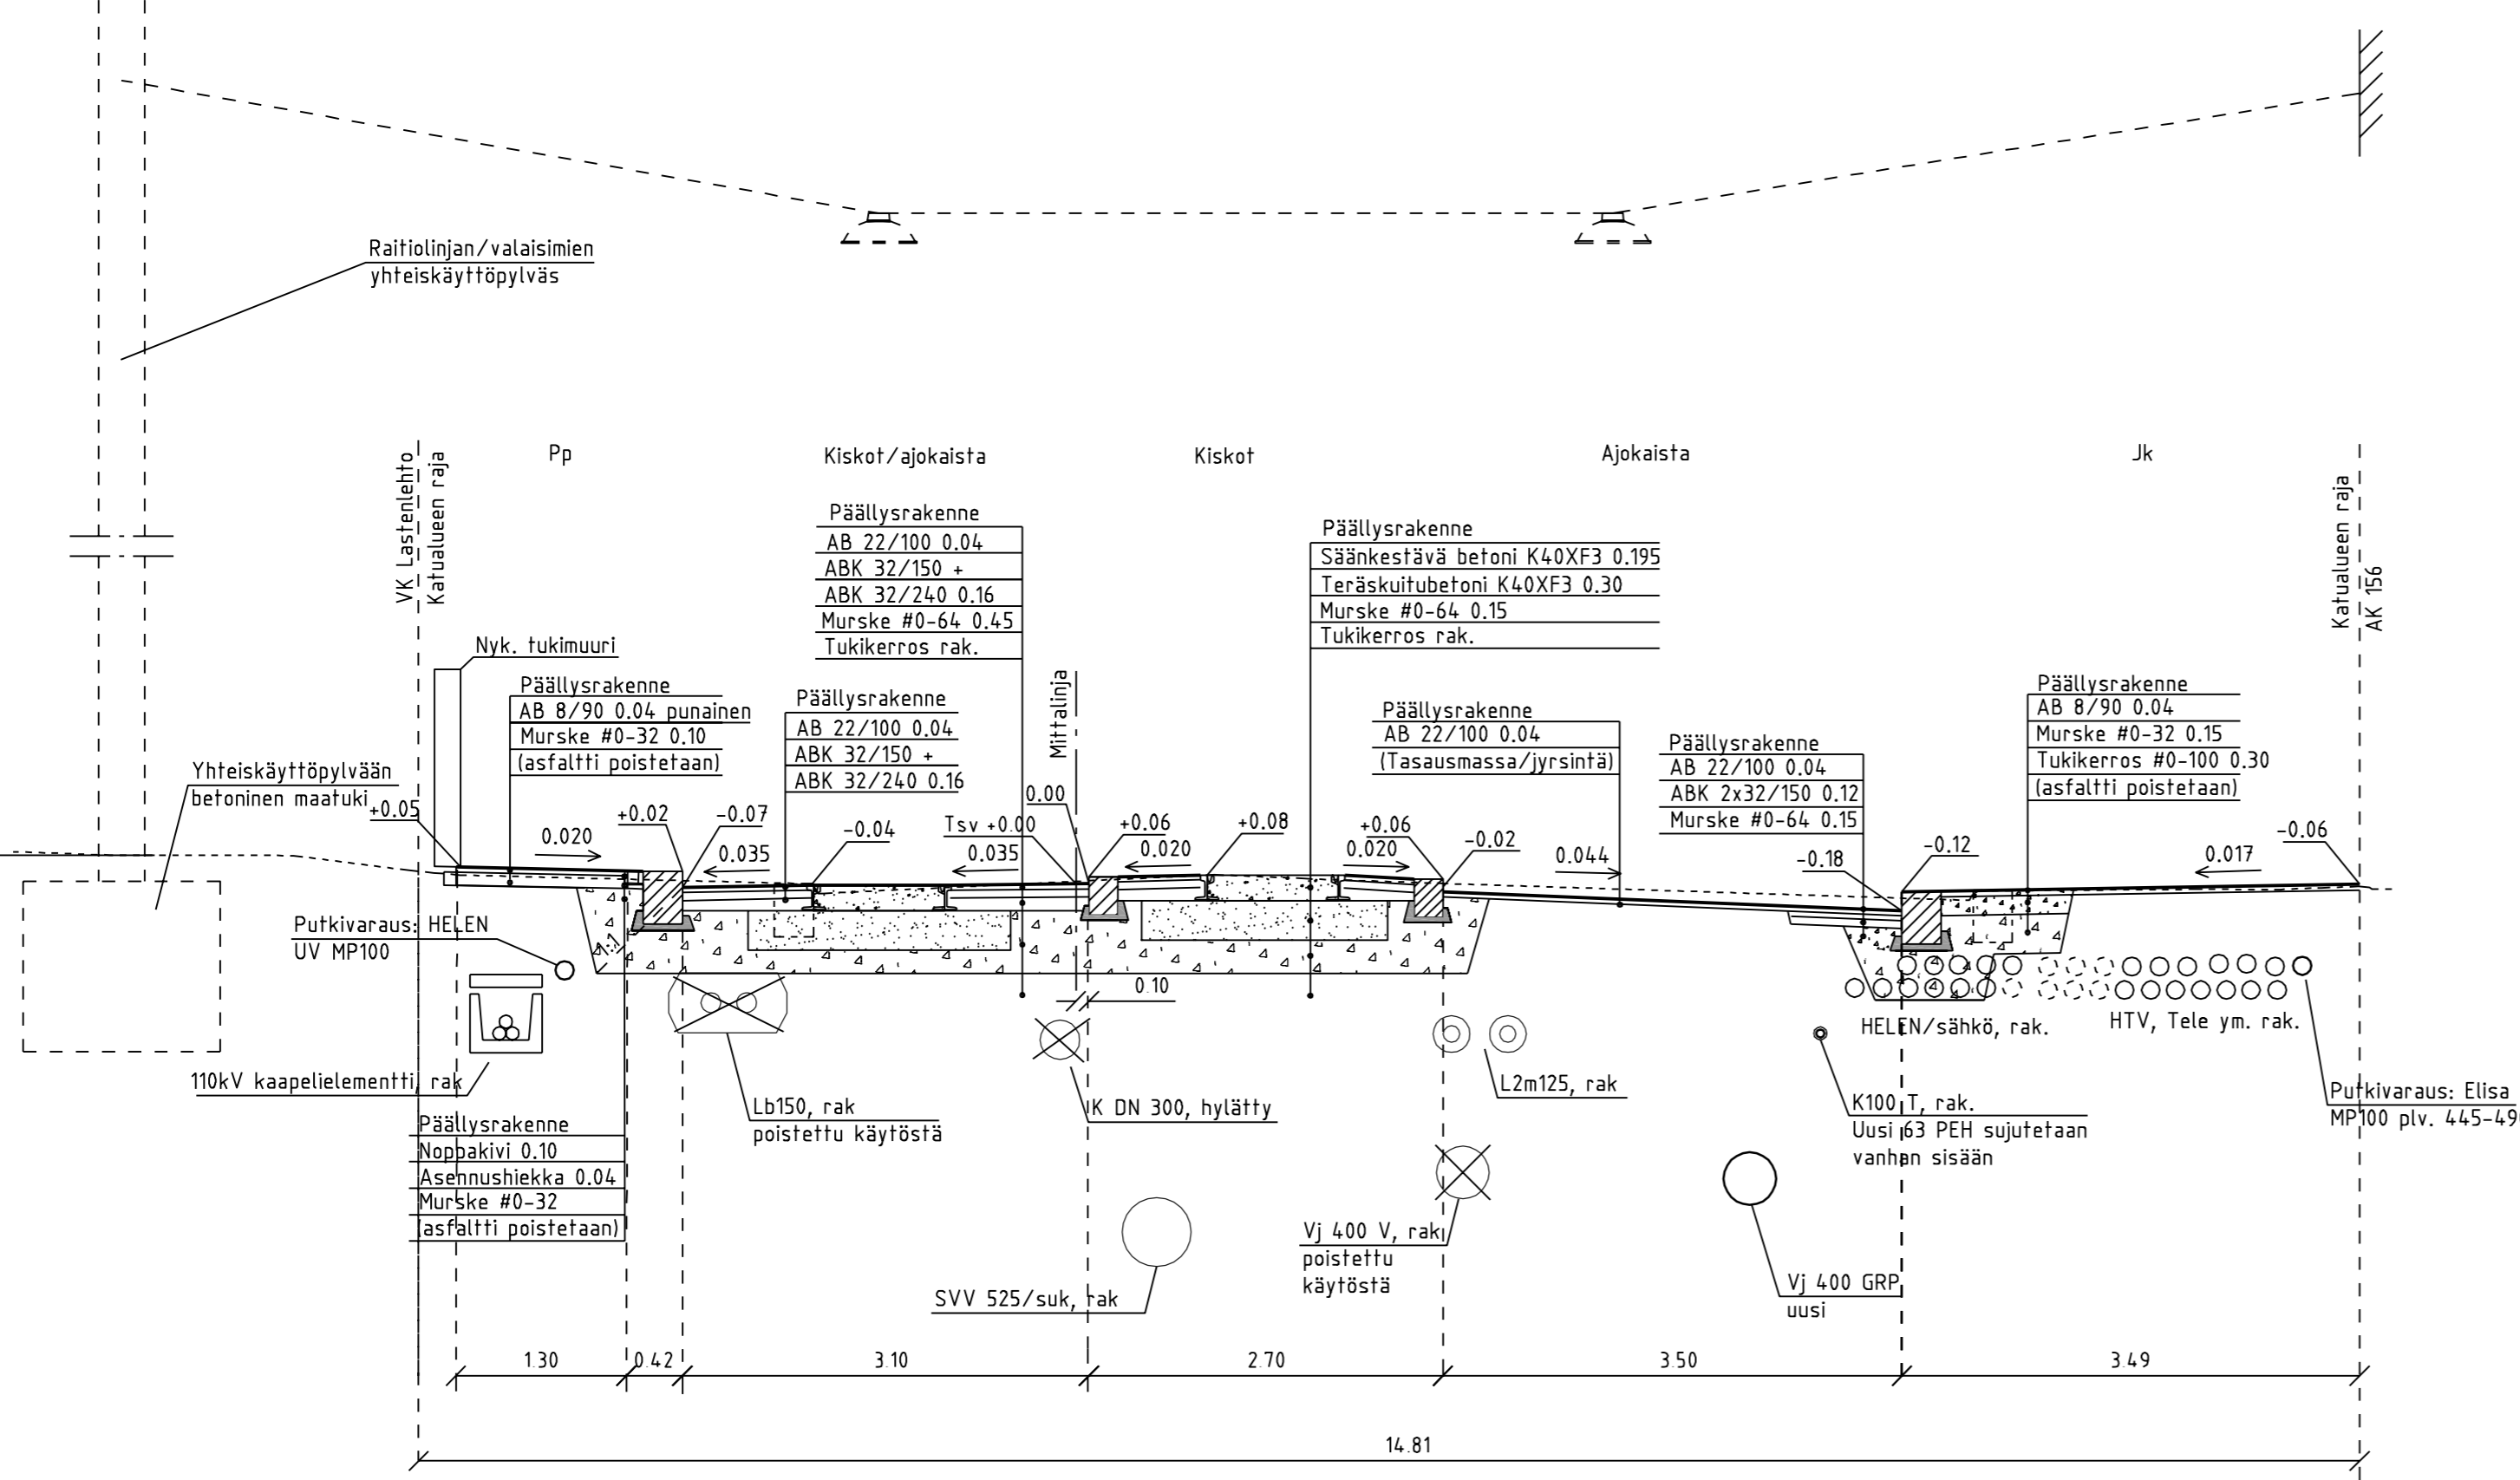 Raitiolinjan/valaisimien
yhteiskäyttöpylväs
Pp
Kiskot/ajokaista
Kiskot
Ajokaista
Jk
VK Lastenlehto
Katualueen raja
Katualueen raja
AK 156
Päällysrakenne
AB 22/100 0.04
ABK 32/150 +
ABK 32/240 0.16
Murske #0-64 0.45
Tukikerros rak.
Päällysrakenne
Säänkestävä betoni K40XF3 0.195
Teräskuitubetoni K40XF3 0.30
Murske #0-64 0.15
Tukikerros rak.
Nyk. tukimuuri
Päällysrakenne
AB 8/90 0.04 punainen
Murske #0-32 0.10
(asfaltti poistetaan)
Päällysrakenne
AB 22/100 0.04
ABK 32/150 +
ABK 32/240 0.16
Mittalinja
Päällysrakenne
AB 22/100 0.04
(Tasausmassa/jyrsintä)
Päällysrakenne
AB 22/100 0.04
ABK 2x32/150 0.12
Murske #0-64 0.15
Päällysrakenne
AB 8/90 0.04
Murske #0-32 0.15
Tukikerros #0-100 0.30
(asfaltti poistetaan)
Yhteiskäyttöpylvään
betoninen maatuki
+0.05
0.020
+0.02
-0.07
0.035
-0.04
Tsv +0.00
0.035
0.00
+0.06
0.020
+0.08
0.020
+0.06
-0.02
0.044
-0.18
-0.12
0.017
-0.06
Putkivaraus: HELEN
UV MP100
0.10
HELEN/sähkö, rak.
HTV, Tele ym. rak.
110kV kaapelielementti, rak
Lb150, rak
poistettu käytöstä
K DN 300, hylätty
L2m125, rak
K100 T, rak.
Uusi 63 PEH sujutetaan
vanhan sisään
Putkivaraus: Elisa
MP100 plv. 445-49
Päällysrakenne
Noppakivi 0.10
Asennushiekka 0.04
Murske #0-32
(asfaltti poistetaan)
SVV 525/suk, rak
Vj 400 V, rak
poistettu
käytöstä
Vj 400 GRP
uusi
1.30
0.42
3.10
2.70
3.50
3.49
14.81